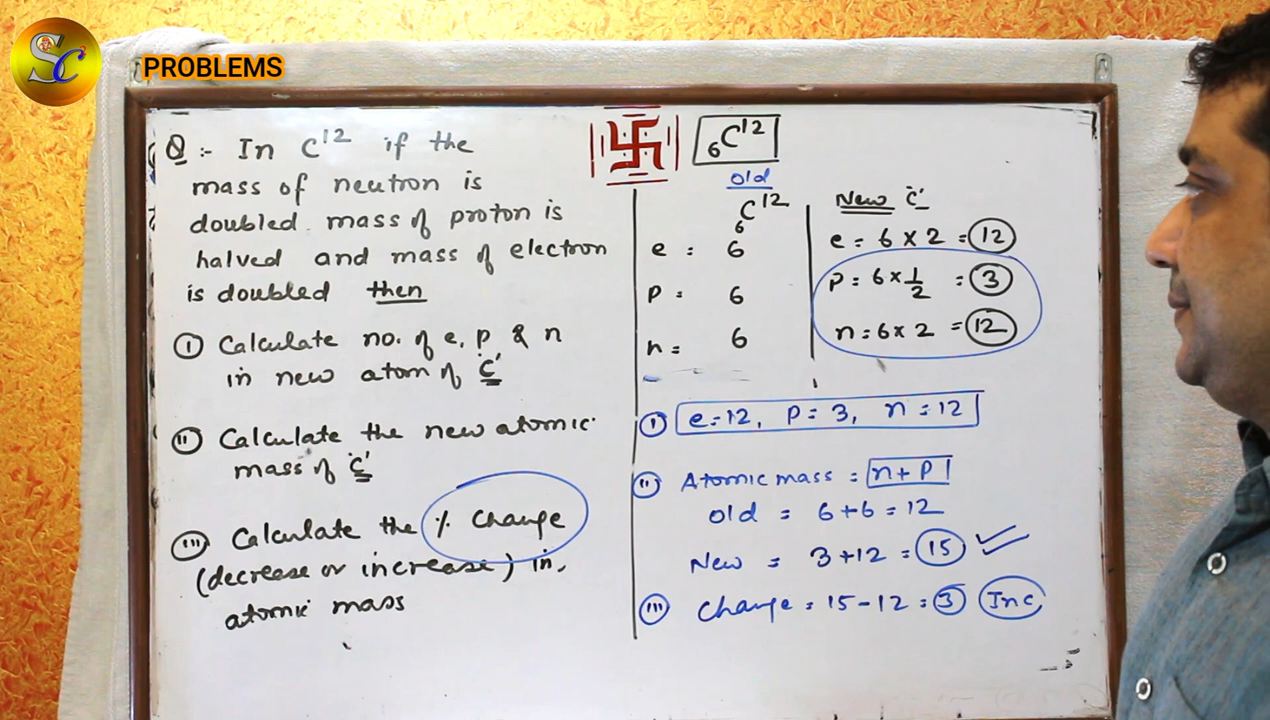 SC
PROBLEMS
Q :- In C¹² if the
mass of neutron is
doubled mass of proton is
halved and mass of electron
is doubled then
(i) Calculate no. of e, p & n
in new atom of 'C'
(ii) Calculate the new atomic
mass of 'C'
(iii) Calculate the % Change
(decrease or increase) in
atomic mass
₆C¹²
old
₆C¹²
e = 6
P = 6
n = 6
New 'C'
e = 6 × 2 = 12
P = 6 × 1/2 = 3
n = 6 × 2 = 12
(i) e = 12, P = 3, n = 12
(ii) Atomic mass = n + P
old = 6 + 6 = 12
New = 3 + 12 = 15
(iii) Change = 15 - 12 = 3 Inc